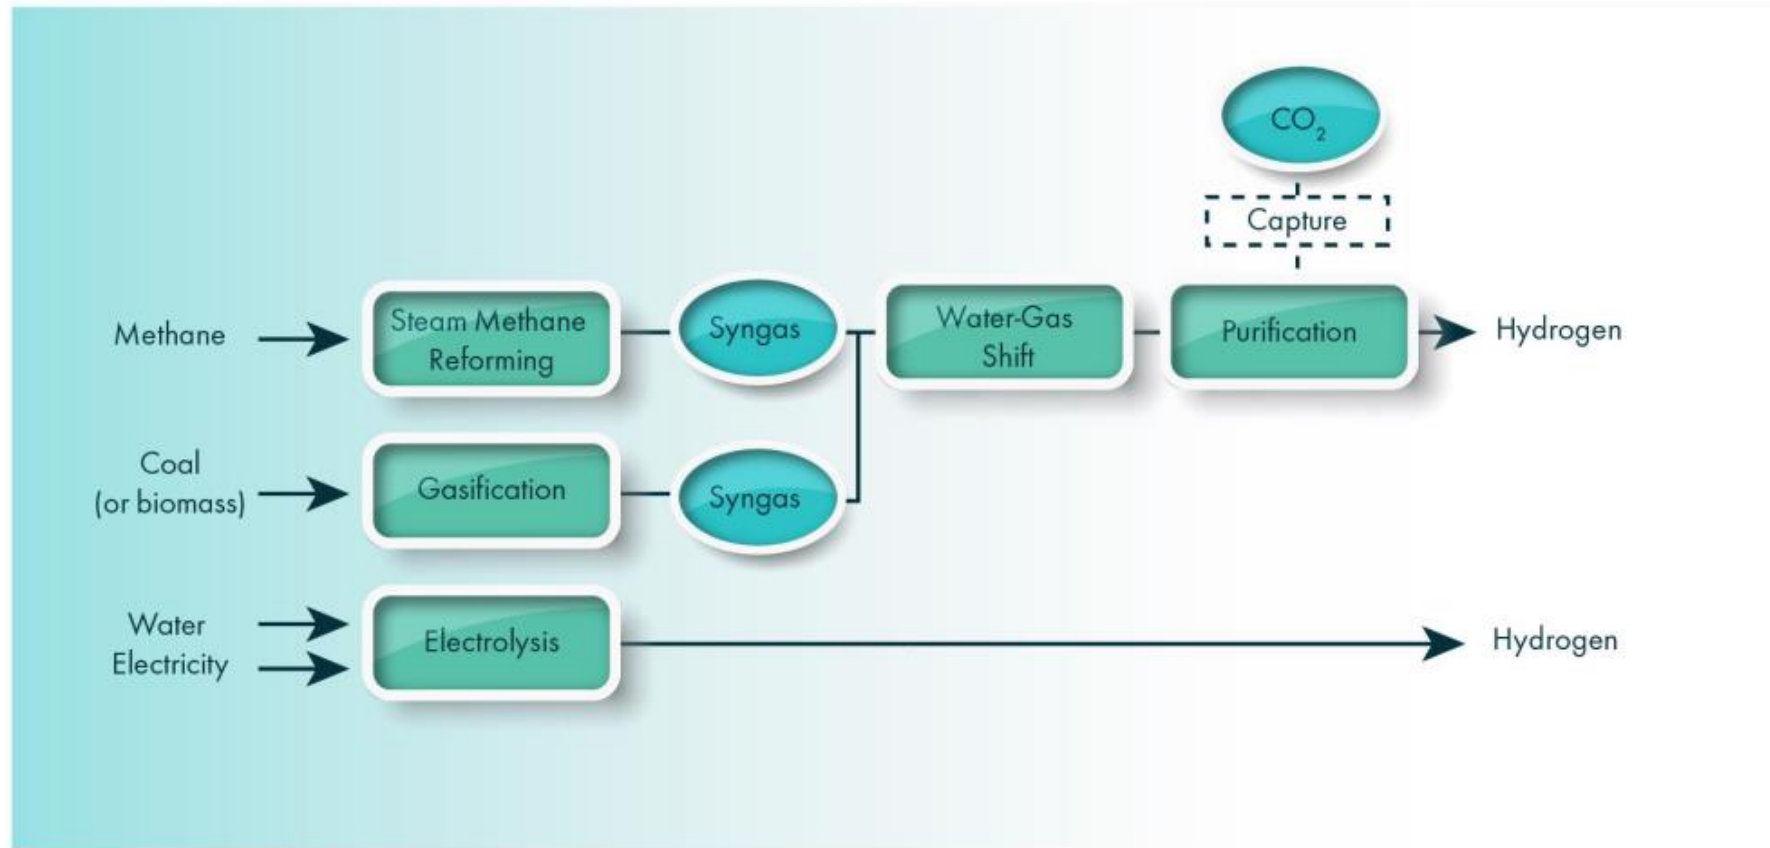 CO₂
Capture
Methane
Steam Methane
Reforming
Syngas
Water-Gas
Shift
Purification
Hydrogen
Coal
(or biomass)
Gasification
Syngas
Water
Electricity
Electrolysis
Hydrogen